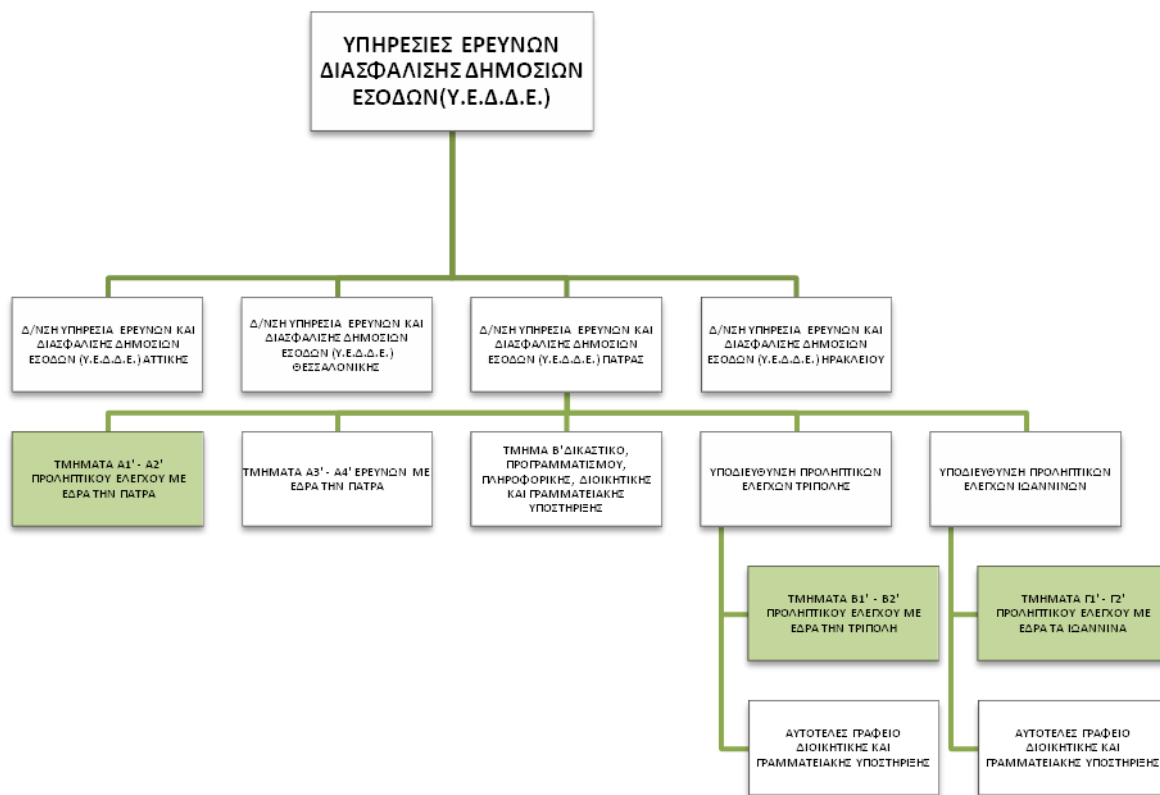 ΥΠΗΡΕΣΙΕΣ ΕΡΕΥΝΩΝ
ΔΙΑΣΦΑΛΙΣΗΣ ΔΗΜΟΣΙΩΝ
ΕΣΟΔΩΝ(Υ.Ε.Δ.Δ.Ε.)
Δ/ΝΣΗ ΥΠΗΡΕΣΙΑ ΕΡΕΥΝΩΝ ΚΑΙ
ΔΙΑΣΦΑΛΙΣΗΣ ΔΗΜΟΣΙΩΝ
ΕΣΟΔΩΝ (Υ.Ε.Δ.Δ.Ε.) ΑΤΤΙΚΗΣ
Δ/ΝΣΗ ΥΠΗΡΕΣΙΑ ΕΡΕΥΝΩΝ ΚΑΙ
ΔΙΑΣΦΑΛΙΣΗΣ ΔΗΜΟΣΙΩΝ
ΕΣΟΔΩΝ (Υ.Ε.Δ.Δ.Ε.)
ΘΕΣΣΑΛΟΝΙΚΗΣ
Δ/ΝΣΗ ΥΠΗΡΕΣΙΑ ΕΡΕΥΝΩΝ ΚΑΙ
ΔΙΑΣΦΑΛΙΣΗΣ ΔΗΜΟΣΙΩΝ
ΕΣΟΔΩΝ (Υ.Ε.Δ.Δ.Ε.) ΠΑΤΡΑΣ
Δ/ΝΣΗ ΥΠΗΡΕΣΙΑ ΕΡΕΥΝΩΝ ΚΑΙ
ΔΙΑΣΦΑΛΙΣΗΣ ΔΗΜΟΣΙΩΝ
ΕΣΟΔΩΝ (Υ.Ε.Δ.Δ.Ε.) ΗΡΑΚΛΕΙΟΥ
ΤΜΗΜΑΤΑ Α1' - Α2'
ΠΡΟΛΗΠΤΙΚΟΥ ΕΛΕΓΧΟΥ ΜΕ
ΕΔΡΑ ΤΗΝ ΠΑΤΡΑ
ΤΜΗΜΑΤΑ Α3' - Α4' ΕΡΕΥΝΩΝ ΜΕ
ΕΔΡΑ ΤΗΝ ΠΑΤΡΑ
ΤΜΗΜΑ Β' ΔΙΚΑΣΤΙΚΟ,
ΠΡΟΓΡΑΜΜΑΤΙΣΜΟΥ,
ΠΛΗΡΟΦΟΡΙΚΗΣ, ΔΙΟΙΚΗΤΙΚΗΣ
ΚΑΙ ΓΡΑΜΜΑΤΕΙΑΚΗΣ
ΥΠΟΣΤΗΡΙΞΗΣ
ΥΠΟΔΙΕΥΘΥΝΣΗ ΠΡΟΛΗΠΤΙΚΩΝ
ΕΛΕΓΧΩΝ ΤΡΙΠΟΛΗΣ
ΥΠΟΔΙΕΥΘΥΝΣΗ ΠΡΟΛΗΠΤΙΚΩΝ
ΕΛΕΓΧΩΝ ΙΩΑΝΝΙΝΩΝ
ΤΜΗΜΑΤΑ Β1' - Β2'
ΠΡΟΛΗΠΤΙΚΟΥ ΕΛΕΓΧΟΥ ΜΕ
ΕΔΡΑ ΤΗΝ ΤΡΙΠΟΛΗ
ΤΜΗΜΑΤΑ Γ1' - Γ2'
ΠΡΟΛΗΠΤΙΚΟΥ ΕΛΕΓΧΟΥ ΜΕ
ΕΔΡΑ ΤΑ ΙΩΑΝΝΙΝΑ
ΑΥΤΟΤΕΛΕΣ ΓΡΑΦΕΙΟ
ΔΙΟΙΚΗΤΙΚΗΣ ΚΑΙ
ΓΡΑΜΜΑΤΕΙΑΚΗΣ ΥΠΟΣΤΗΡΙΞΗΣ
ΑΥΤΟΤΕΛΕΣ ΓΡΑΦΕΙΟ
ΔΙΟΙΚΗΤΙΚΗΣ ΚΑΙ
ΓΡΑΜΜΑΤΕΙΑΚΗΣ ΥΠΟΣΤΗΡΙΞΗΣ